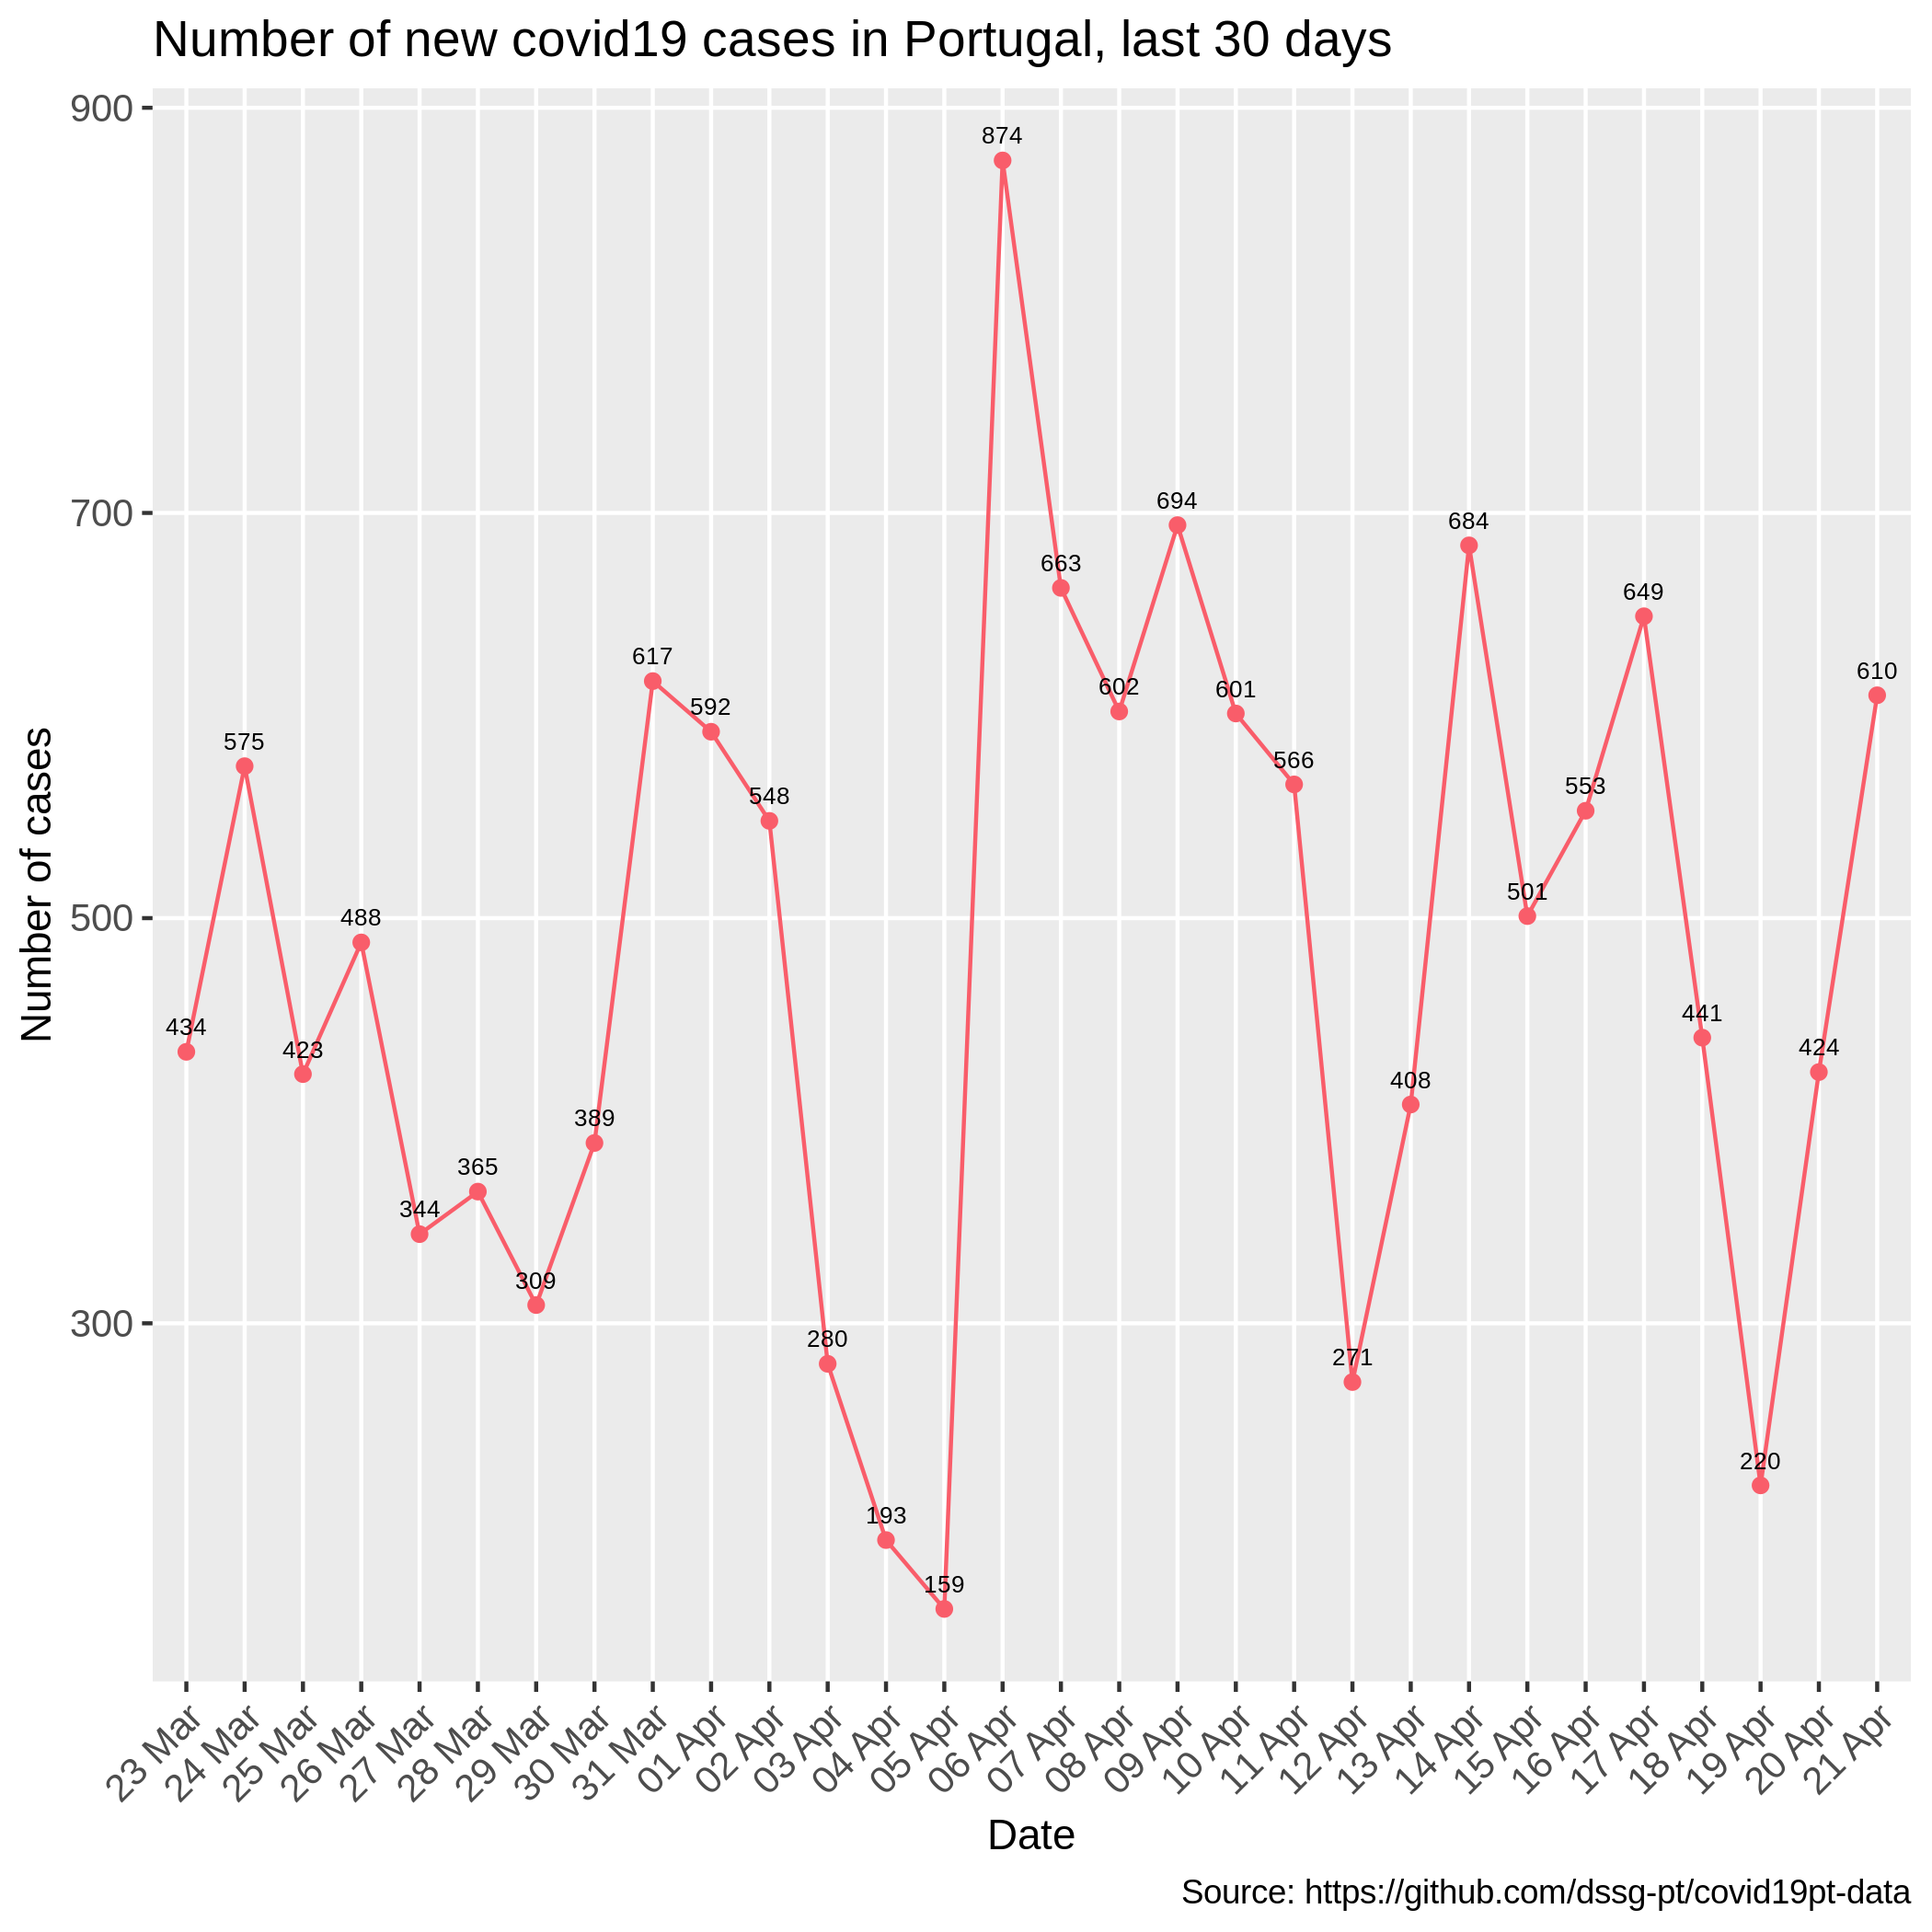 Number of new covid19 cases in Portugal, last 30 days
900
700
500
300
Number of cases
434
575
423
488
344
365
309
389
617
592
548
280
193
159
874
663
602
694
601
566
271
408
684
501
553
649
441
220
424
610
23 Mar
24 Mar
25 Mar
26 Mar
27 Mar
28 Mar
29 Mar
30 Mar
31 Mar
01 Apr
02 Apr
03 Apr
04 Apr
05 Apr
06 Apr
07 Apr
08 Apr
09 Apr
10 Apr
11 Apr
12 Apr
13 Apr
14 Apr
15 Apr
16 Apr
17 Apr
18 Apr
19 Apr
20 Apr
21 Apr
Date
Source: https://github.com/dssg-pt/covid19pt-data